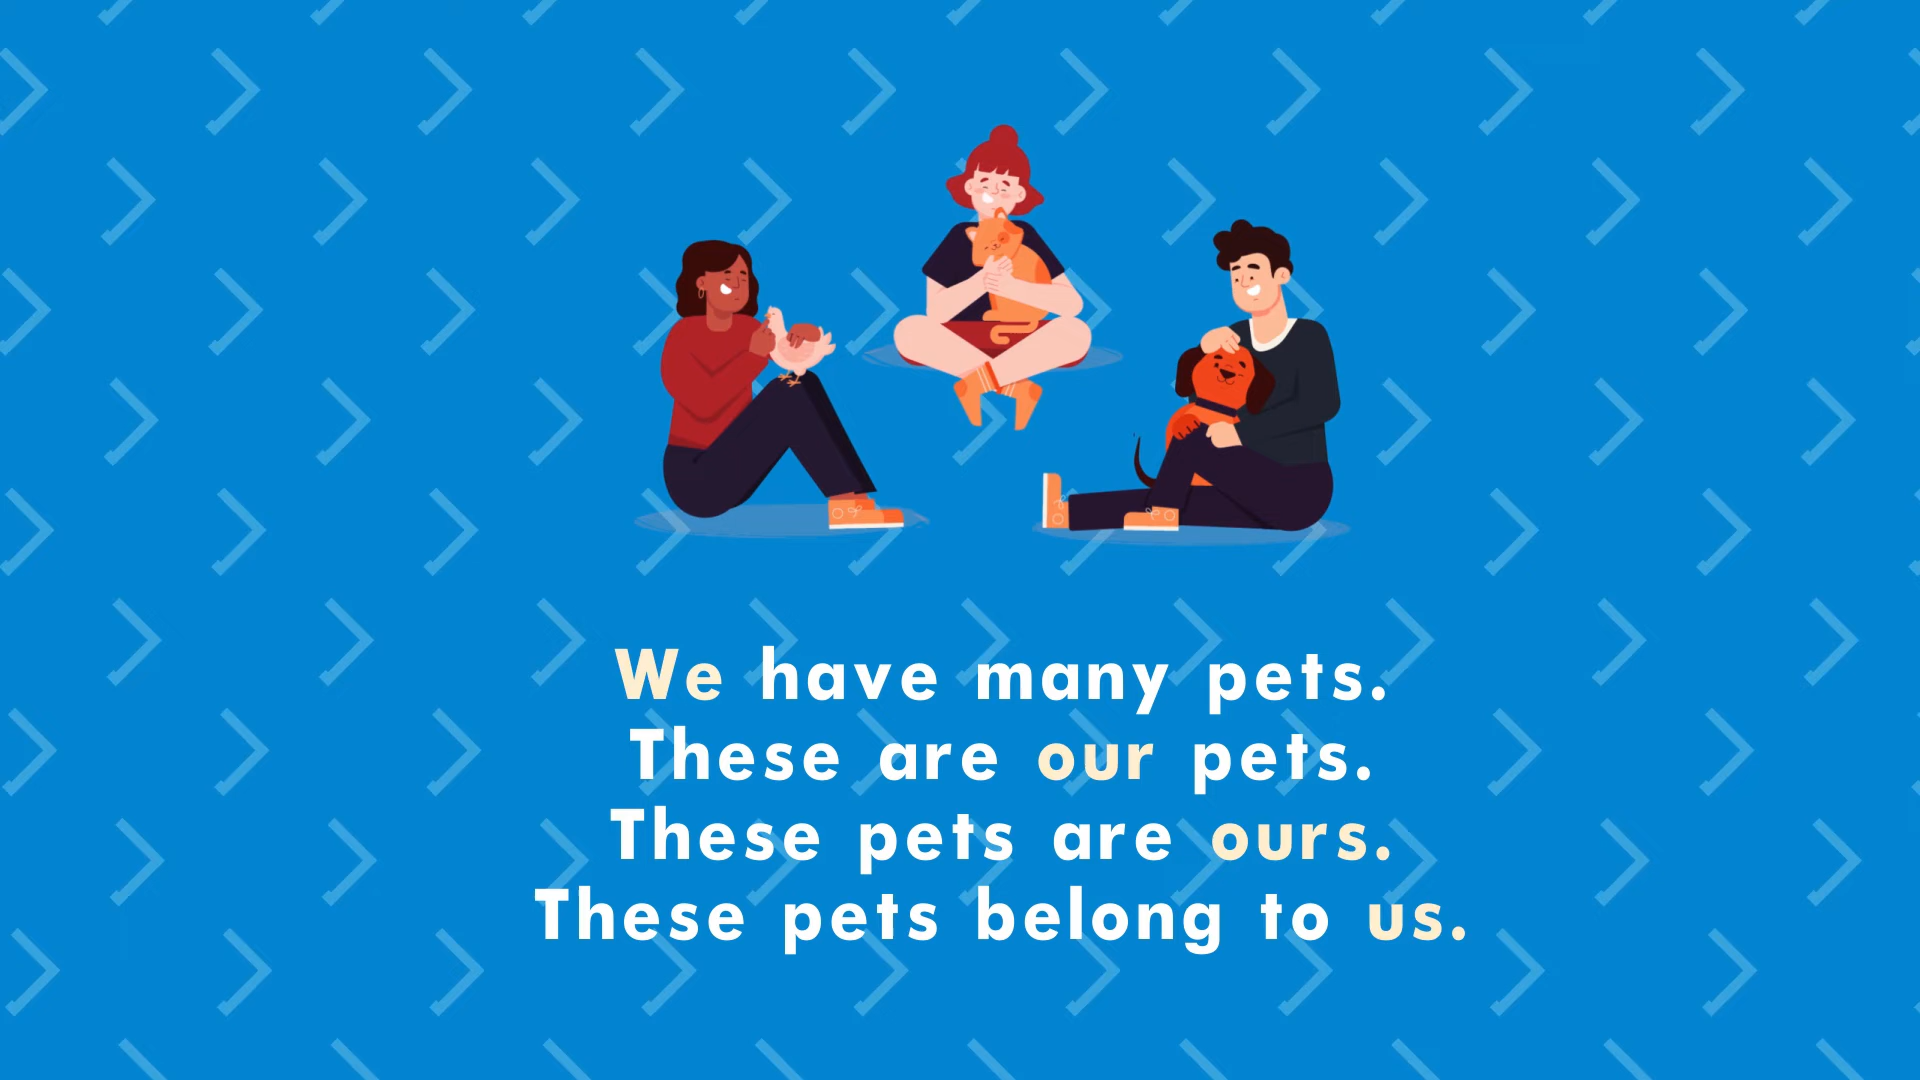 We have many pets.
These are our pets.
These pets are ours.
These pets belong to us.